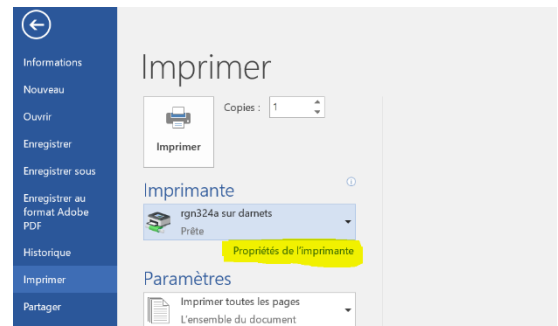 Informations
Nouveau
Ouvrir
Enregistrer
Enregistrer sous
Enregistrer au
format Adobe
PDF
Historique
Imprimer
Partager
Imprimer
Copies : 1
Imprimer
Imprimante
rgn324a sur darnets
Prête
Propriétés de l'imprimante
Paramètres
Imprimer toutes les pages
L'ensemble du document